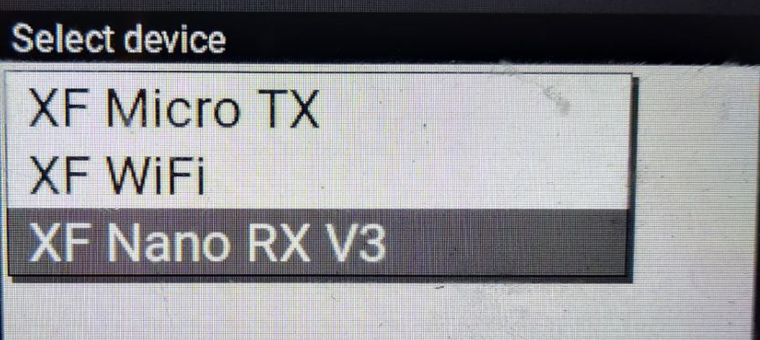 Select device
XF Micro TX
XF WiFi
XF Nano RX V3